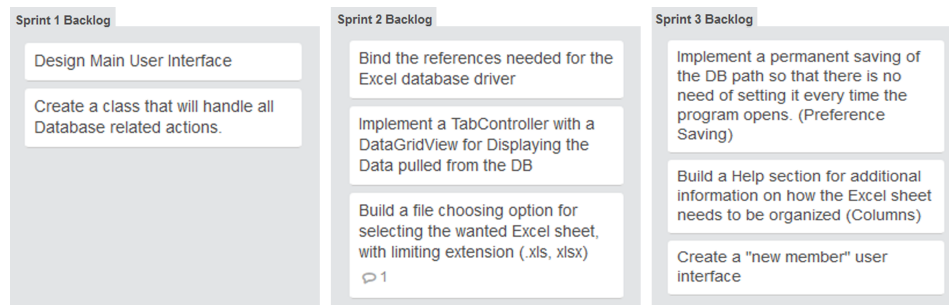 Sprint 1 Backlog
Design Main User Interface
Create a class that will handle all
Database related actions.
Sprint 2 Backlog
Bind the references needed for the
Excel database driver
Implement a TabController with a
DataGridView for Displaying the
Data pulled from the DB
Build a file choosing option for
selecting the wanted Excel sheet,
with limiting extension (.xls, xlsx)
1
Sprint 3 Backlog
Implement a permanent saving of
the DB path so that there is no
need of setting it every time the
program opens. (Preference
Saving)
Build a Help section for additional
information on how the Excel sheet
needs to be organized (Columns)
Create a "new member" user
interface